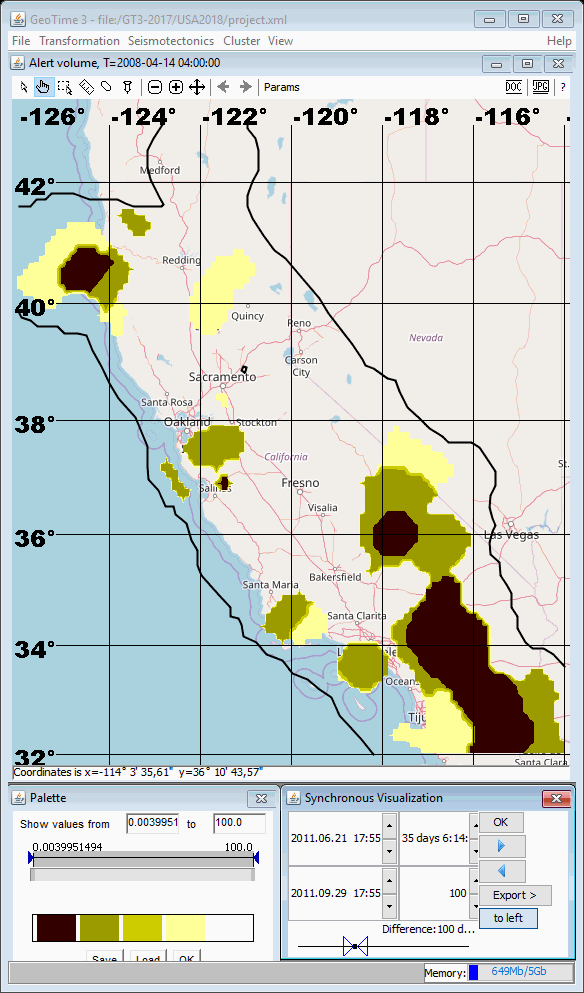 GeoTime 3 - file:/GT3-2017/USA2018/project.xml
File Transformation Seismotectonics Cluster View Help
Alert volume, T=2008-04-14 04:00:00
Params DOC JPG ?
-126° -124° -122° -120° -118° -116°
Medford
42°
Redding
40°
Quincy
Reno
Nevada
Carson
City
Sacramento
Santa Rosa
38°
Oakland
Stockton
California
Fresno
Salinas
St.
Visalia
36°
Las Vegas
Bakersfield
Santa Maria
Santa Clarita
34°
Ocean
Tiju
32°
Santa Clara
Coordinates is x=-114° 3' 35,61" y=36° 10' 43,57"
Palette
Show values from 0.0039951 to 100.0
0.0039951494 100.0
Save Load OK
Synchronous Visualization
2011.06.21 17:55 35 days 6:14: OK
2011.09.29 17:55 100
Export >
to left
Difference:100 d...
Memory: 649Mb/5Gb